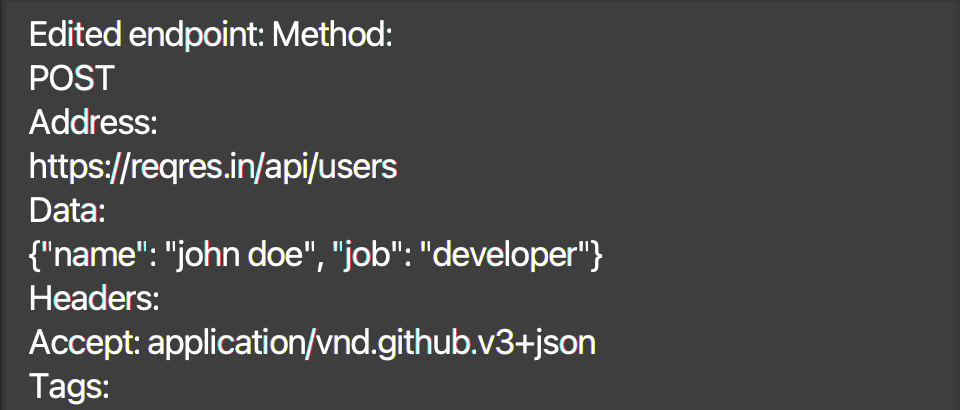 Edited endpoint: Method:
POST
Address:
https://reqres.in/api/users
Data:
{"name": "john doe", "job": "developer"}
Headers:
Accept: application/vnd.github.v3+json
Tags: